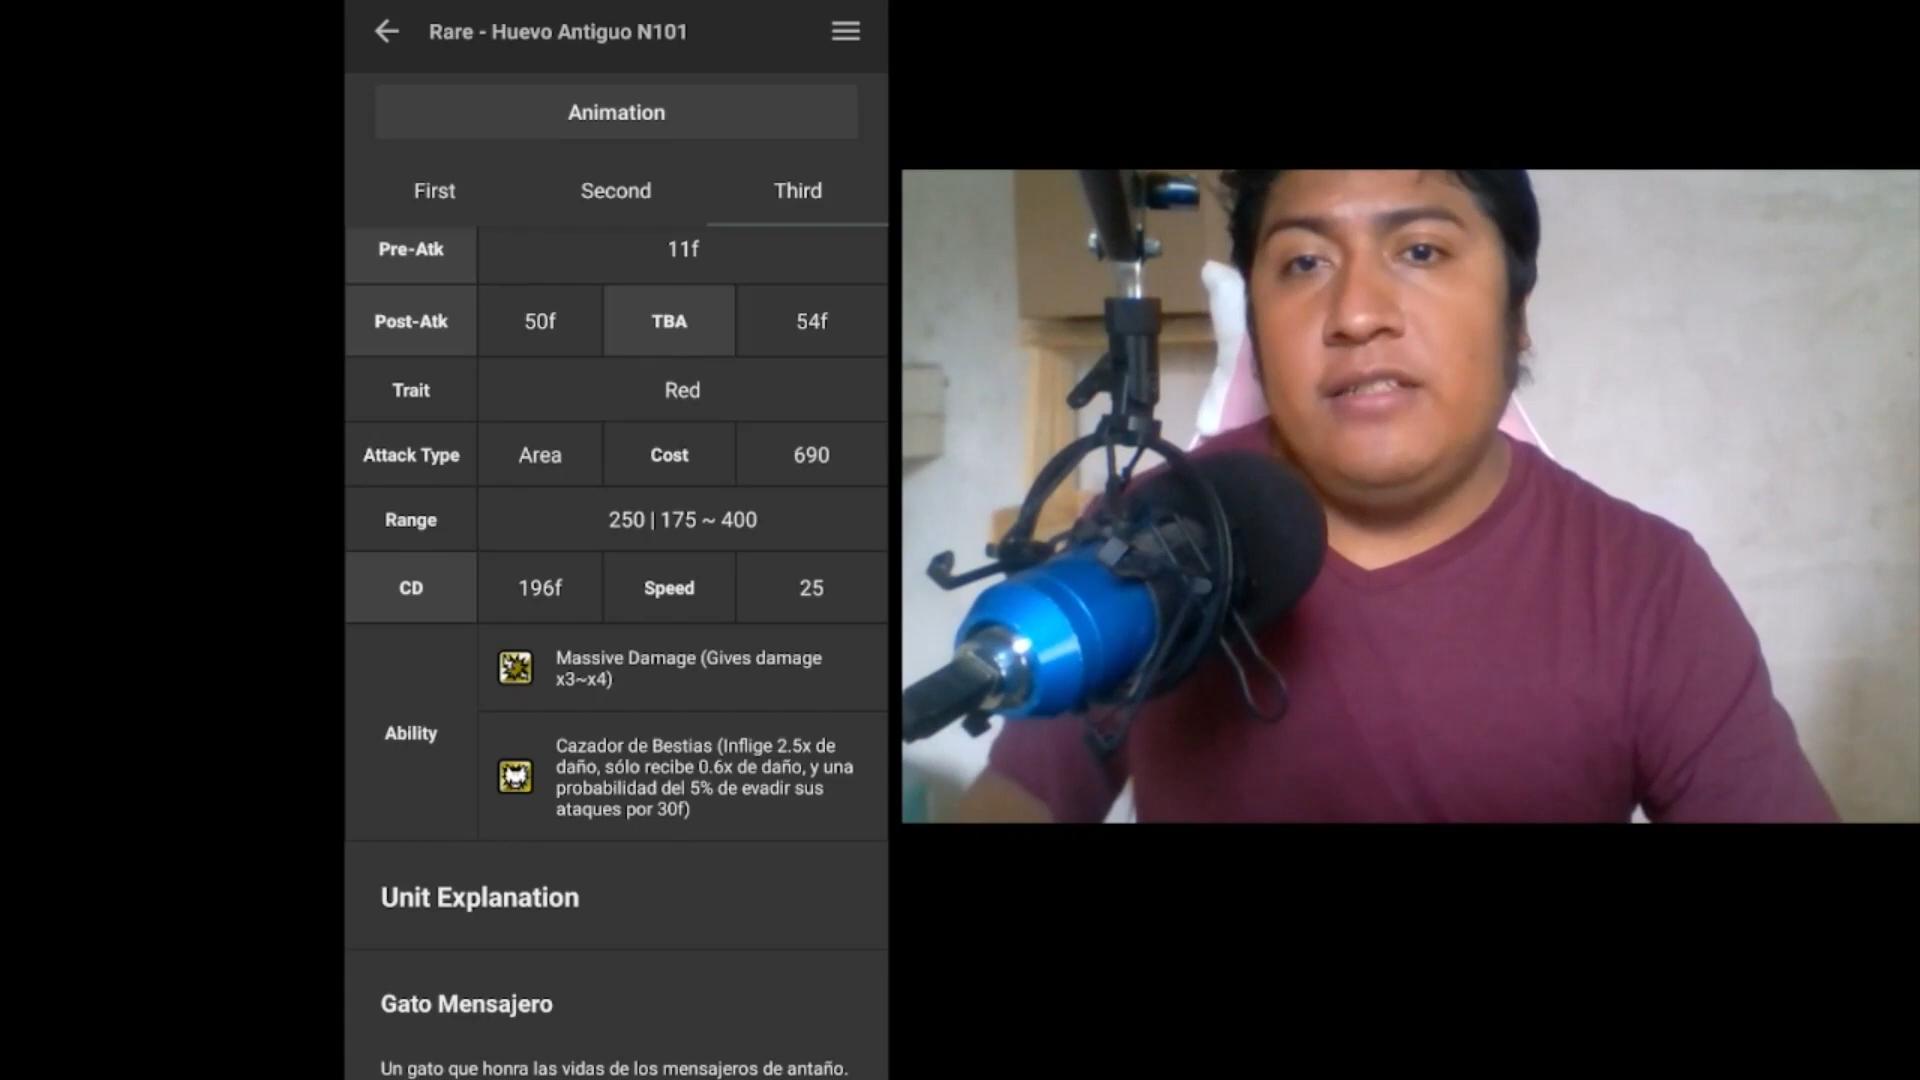 Rare - Huevo Antiguo N101
Animation
First Second Third
Pre-Atk 11f
Post-Atk 50f TBA 54f
Trait Red
Attack Type Area Cost 690
Range 250 | 175 ~ 400
CD 196f Speed 25
Ability
Massive Damage (Gives damage
x3~x4)
Cazador de Bestias (Inflige 2.5x de
daño, sólo recibe 0.6x de daño, y una
probabilidad del 5% de evadir sus
ataques por 30f)
Unit Explanation
Gato Mensajero
Un gato que honra las vidas de los mensajeros de antaño.